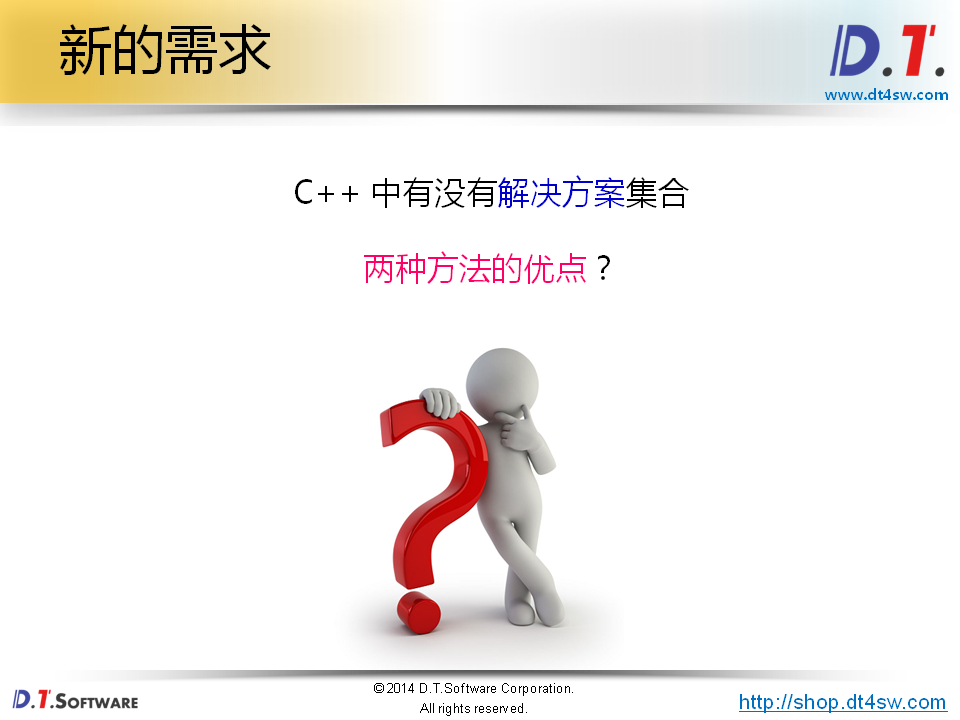 新的需求
D.T.
www.dt4sw.com
C++ 中有没有解决方案集合
两种方法的优点？
©2014 D.T.Software Corporation.
All rights reserved.
D.T.SOFTWARE
http://shop.dt4sw.com